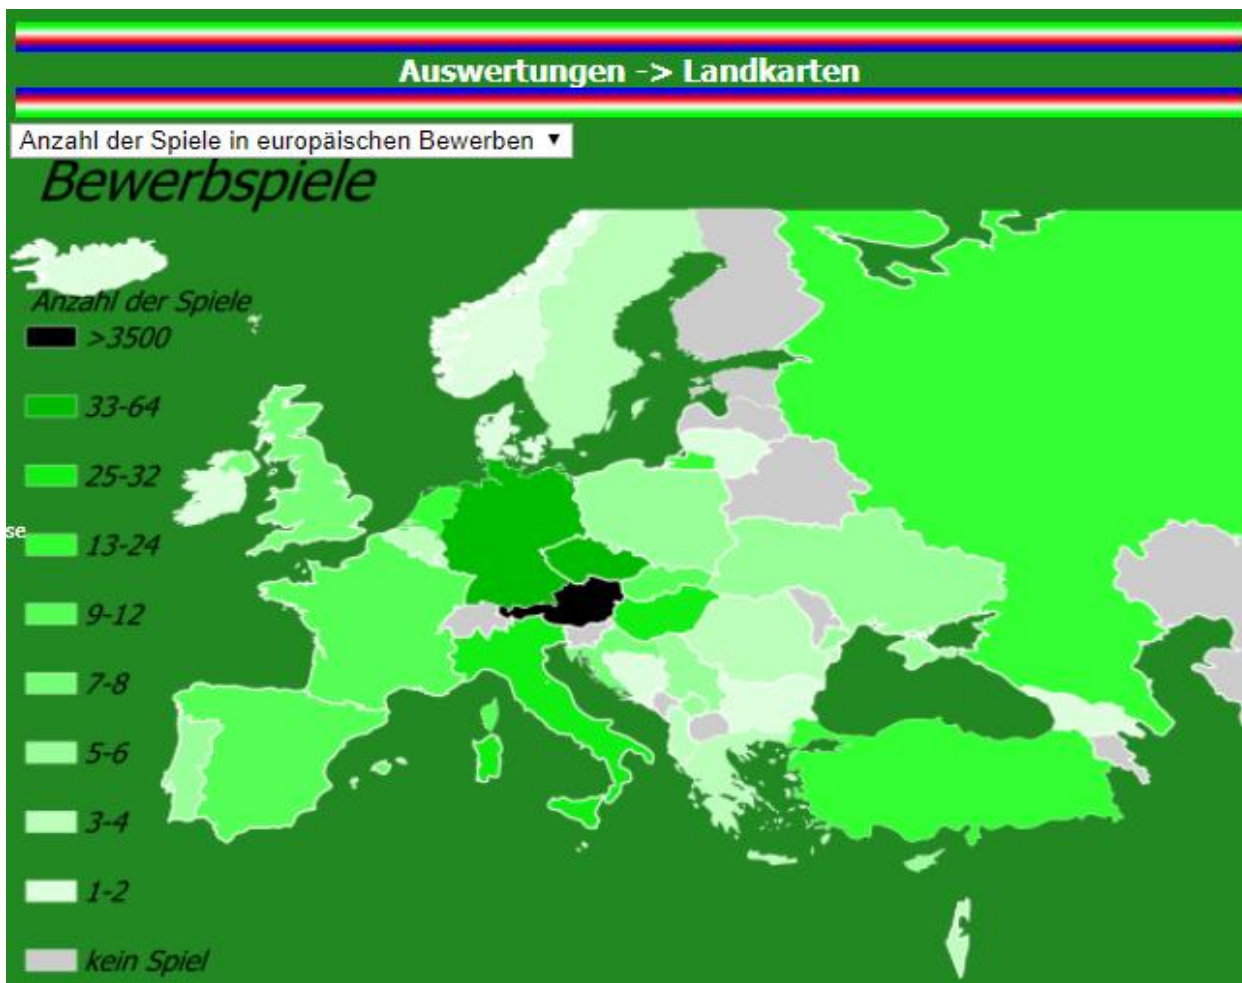 Auswertungen -> Landkarten
Anzahl der Spiele in europäischen Bewerben ▼
Bewerbspiele
Anzahl der Spiele
>3500
33-64
25-32
se
13-24
9-12
7-8
5-6
3-4
1-2
kein Spiel